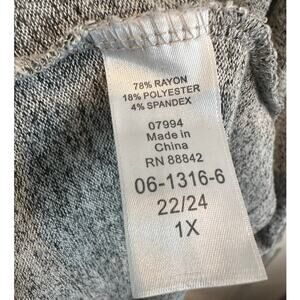 78% RAYON
18% POLYESTER
4% SPANDEX
07994
Made in
China
RN 88842
06-1316-6
22/24
1X